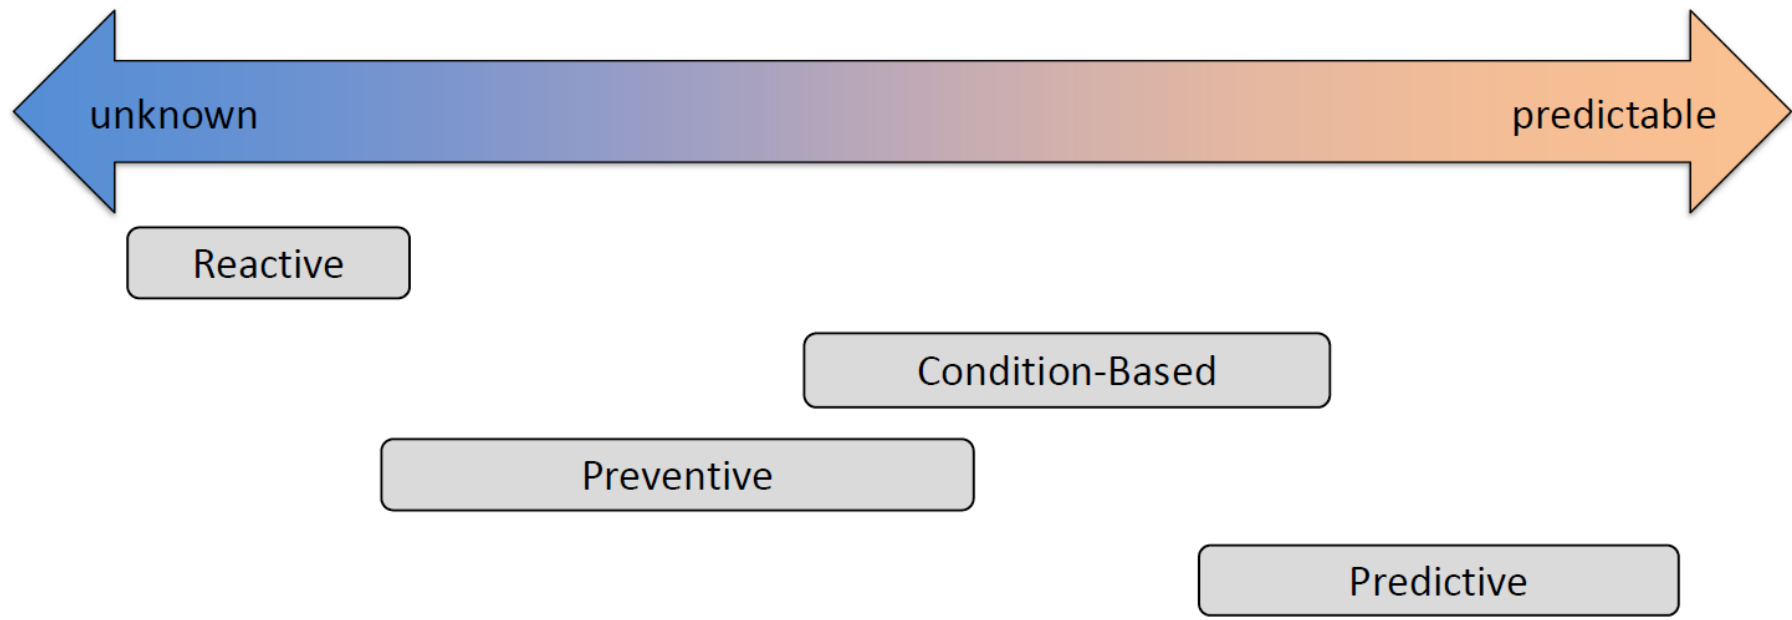 unknown
predictable
Reactive
Condition-Based
Preventive
Predictive